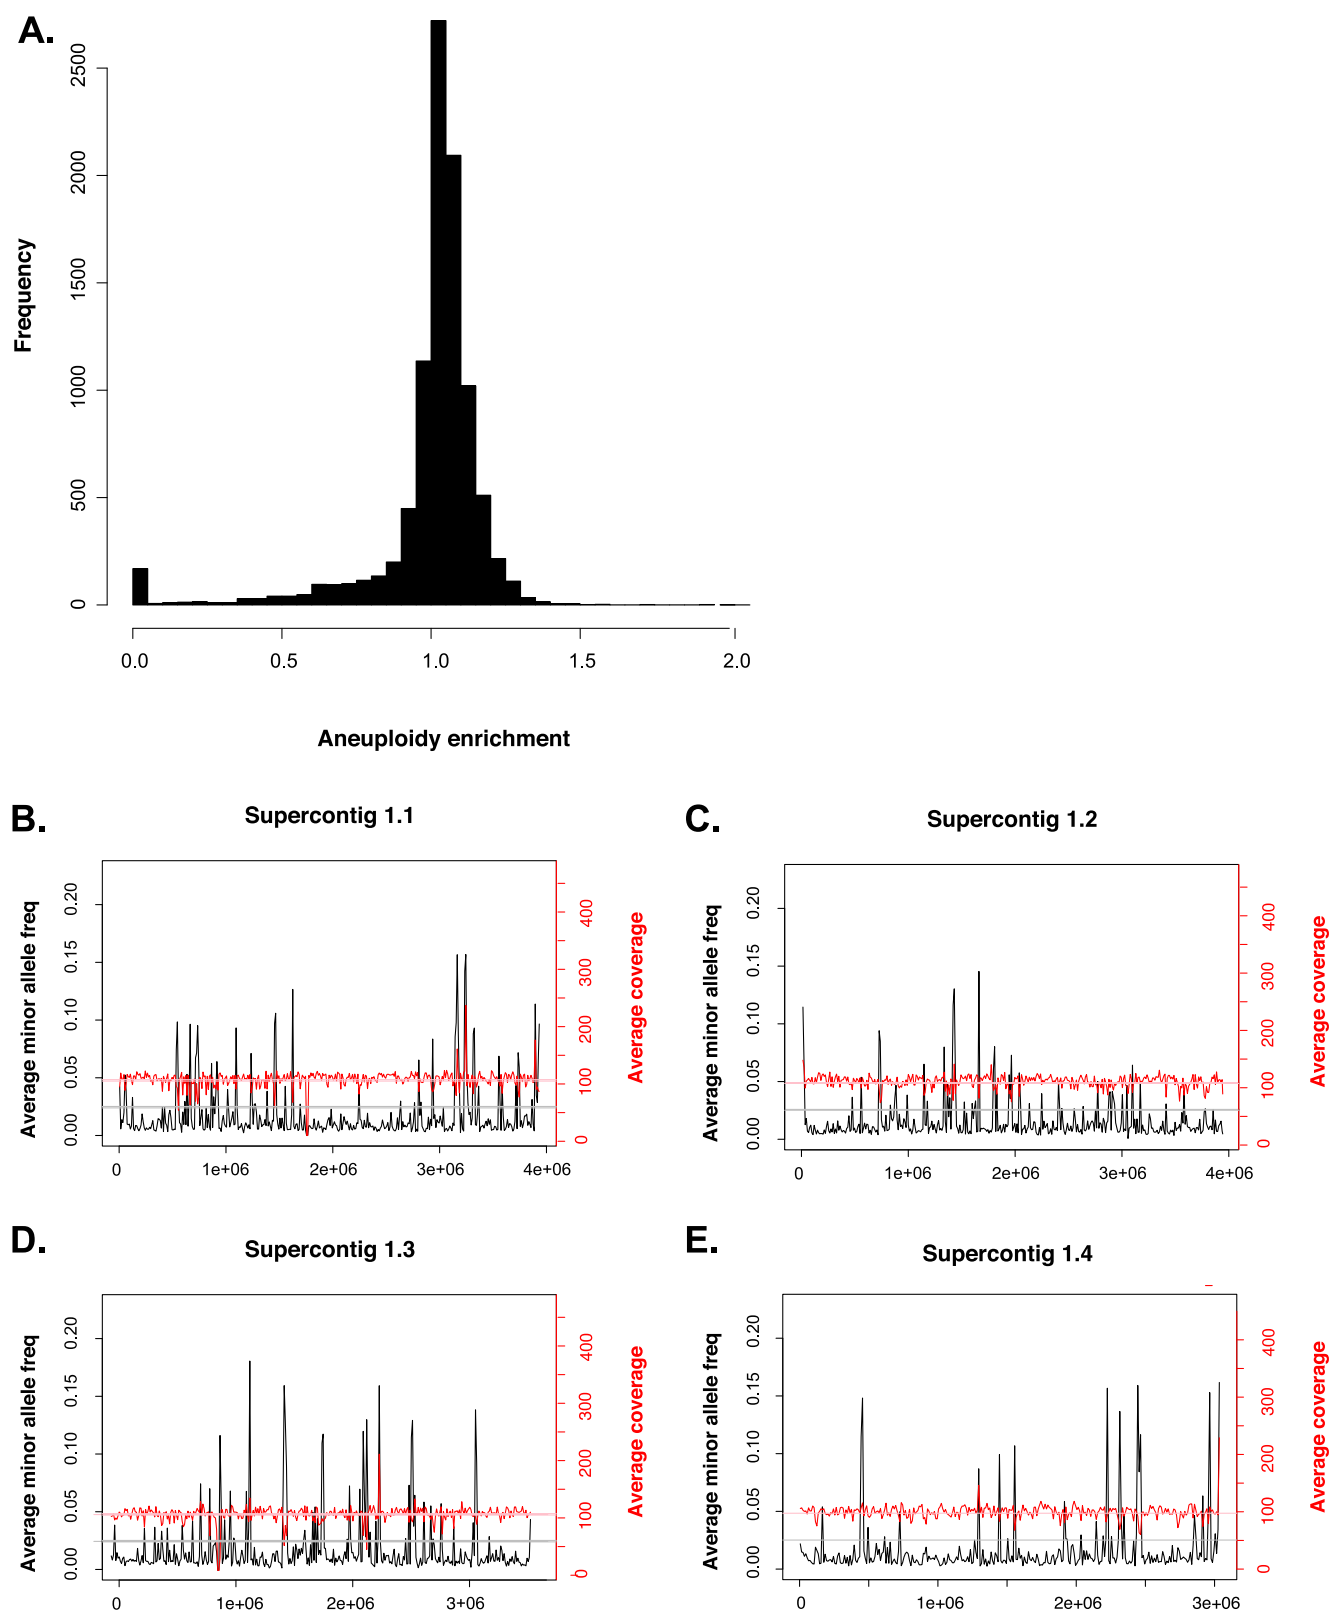 A.
Frequency
2500
2000
1500
1000
500
0
0.0 0.5 1.0 1.5 2.0
Aneuploidy enrichment
B.
Supercontig 1.1
Average minor allele freq
0.20
0.15
0.10
0.05
0.00
400
300
200
100
0
Average coverage
0 1e+06 2e+06 3e+06 4e+06
C.
Supercontig 1.2
Average minor allele freq
0.20
0.15
0.10
0.05
0.00
400
300
200
100
0
Average coverage
0 1e+06 2e+06 3e+06 4e+06
D.
Supercontig 1.3
Average minor allele freq
0.20
0.15
0.10
0.05
0.00
400
300
200
100
0
Average coverage
0 1e+06 2e+06 3e+06
E.
Supercontig 1.4
Average minor allele freq
0.20
0.15
0.10
0.05
0.00
400
300
200
100
0
Average coverage
0 1e+06 2e+06 3e+06